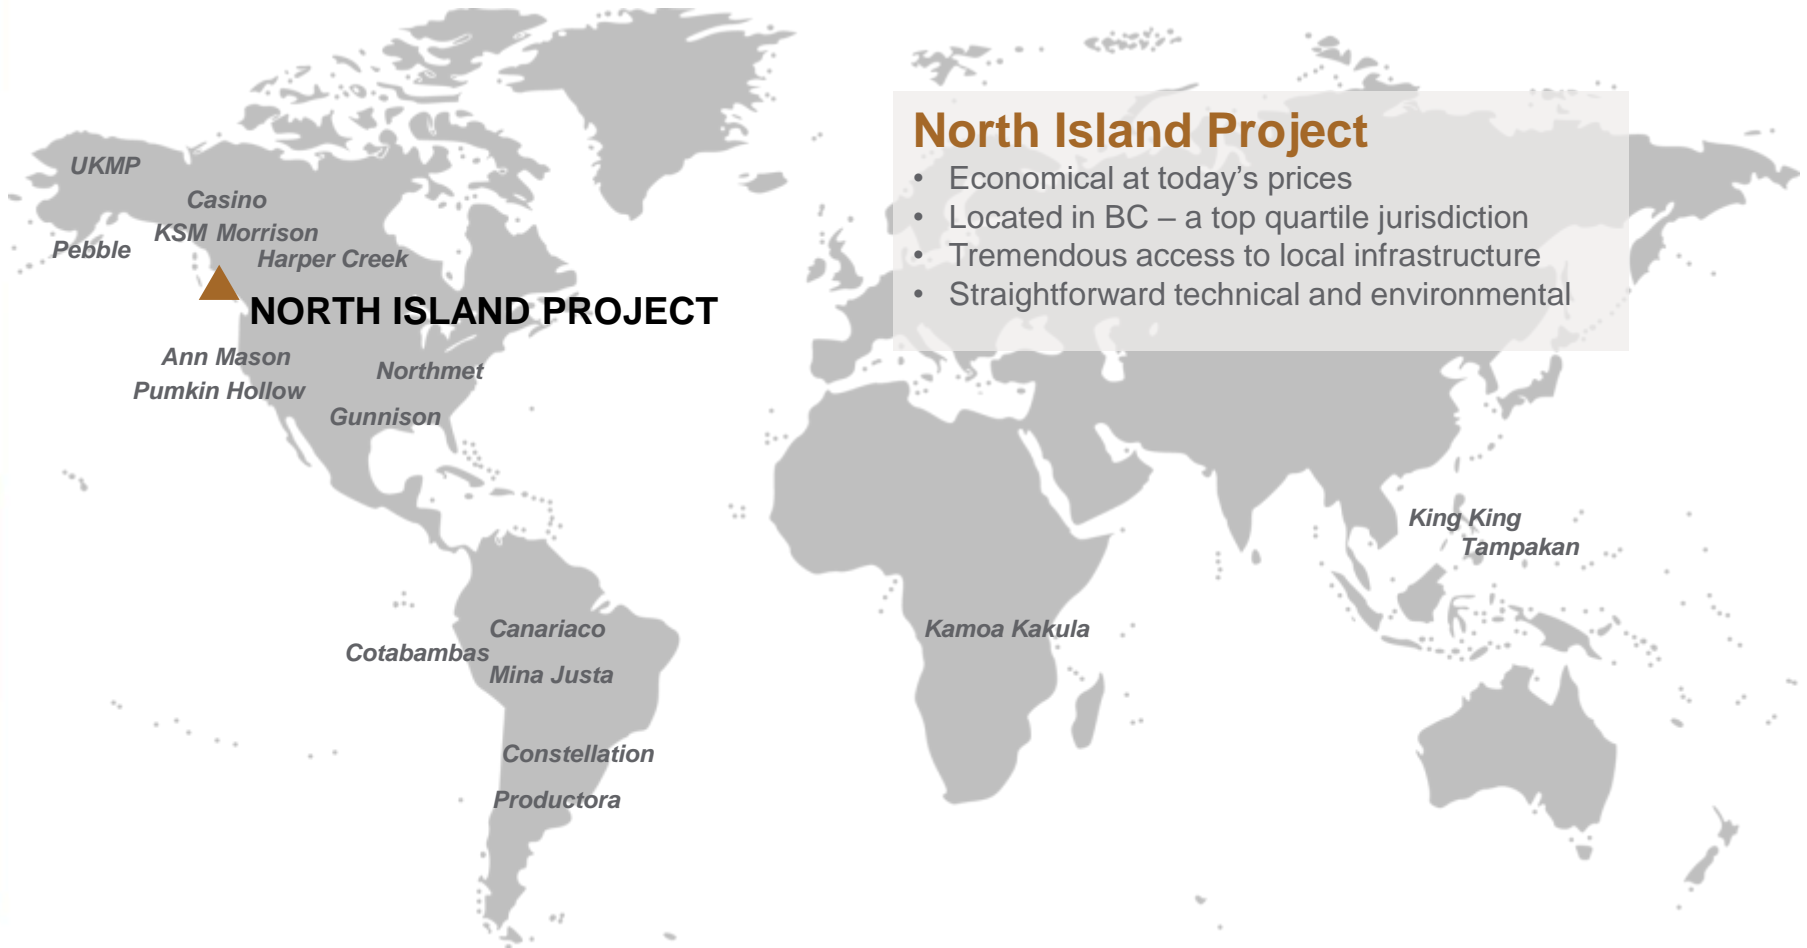 North Island Project
• Economical at today's prices
• Located in BC – a top quartile jurisdiction
• Tremendous access to local infrastructure
• Straightforward technical and environmental
UKMP
Casino
KSM Morrison
Pebble
Harper Creek
NORTH ISLAND PROJECT
Ann Mason
Northmet
Pumkin Hollow
Gunnison
King King
Tampakan
Canariaco
Kamoa Kakula
Cotabambas
Mina Justa
Constellation
Productora